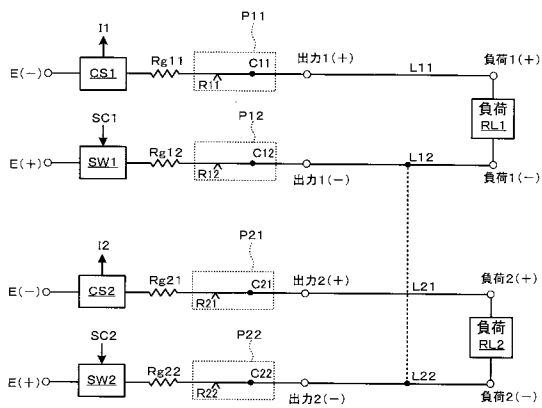 I1
P11
Rg11
出力1(+)
L11
負荷1(+)
E(−)
CS1
R11
C11
負荷
RL1
SC1
P12
Rg12
E(+)
SW1
R12
C12
出力1(−)
L12
負荷1(−)
I2
P21
Rg21
出力2(+)
L21
負荷2(+)
E(−)
CS2
R21
C21
負荷
RL2
SC2
P22
Rg22
E(+)
SW2
R22
C22
出力2(−)
L22
負荷2(−)